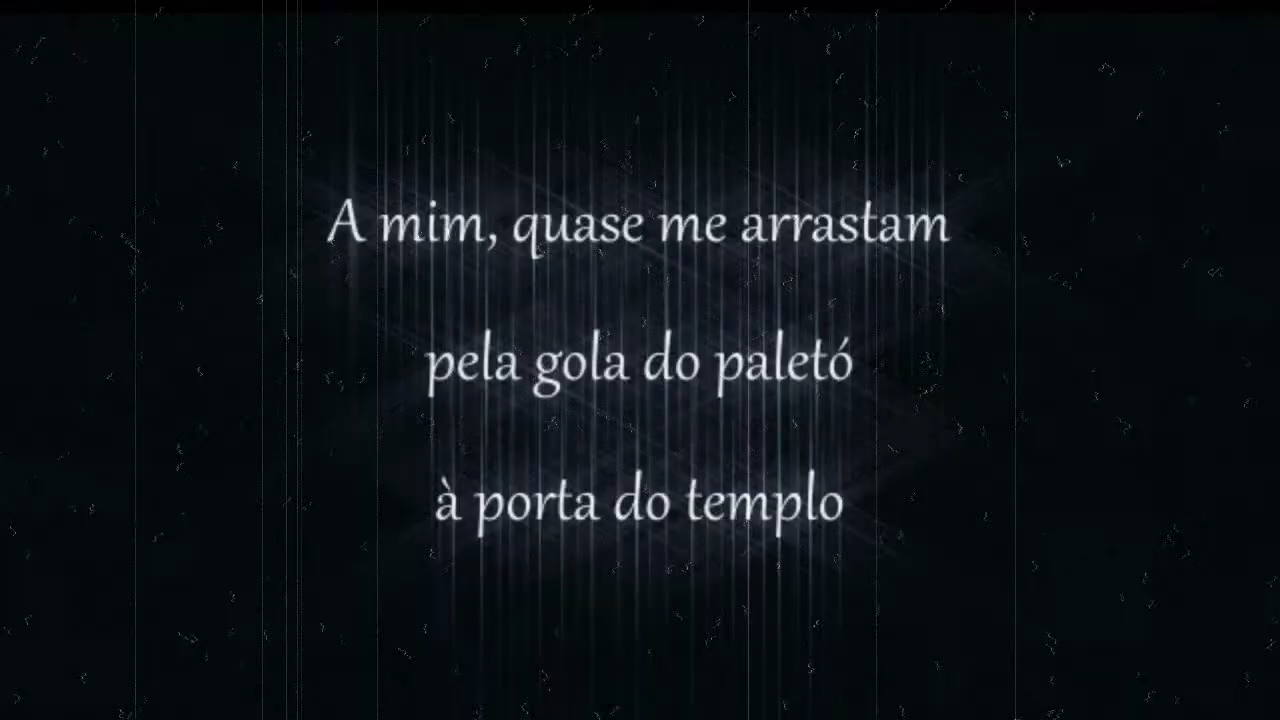 A mim, quase me arrastam
pela gola do paletó
à porta do templo